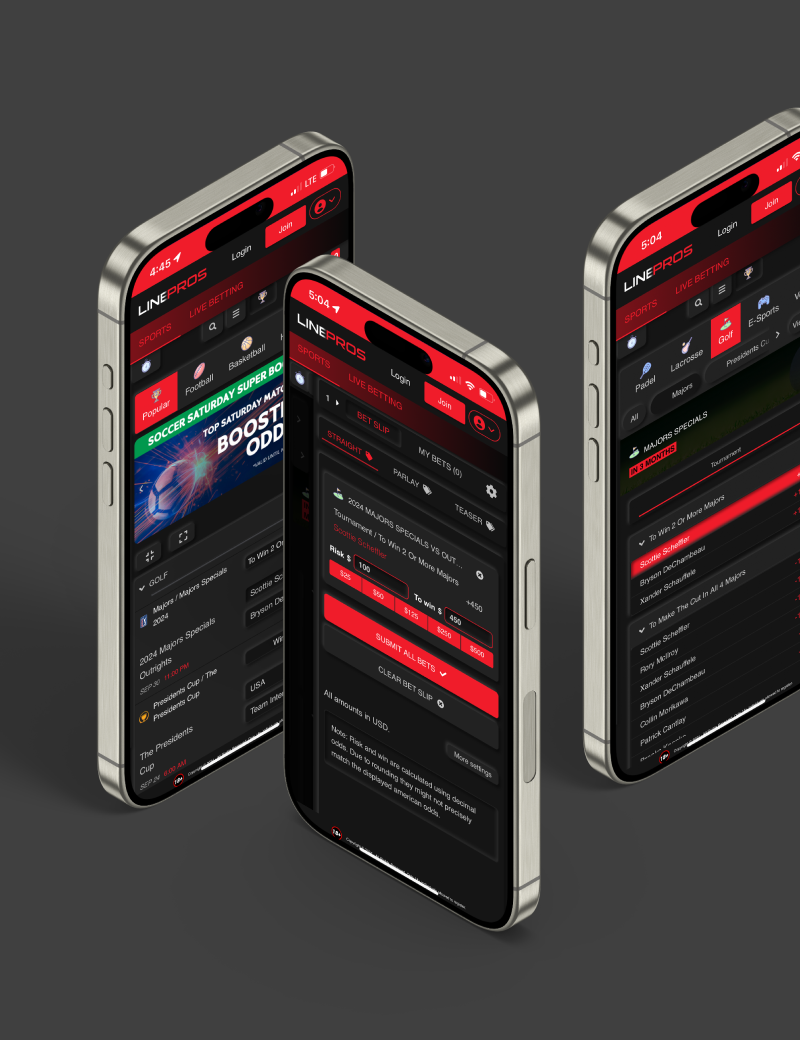 4:45
LTE
LINEPROS
Login
Join
SPORTS
LIVE BETTING
Popular
Football
Basketball
SOCCER SATURDAY SUPER BO
TOP SATURDAY MATC
BOOST
ODD
GOLF
Majors / Majors Specials
2024
To Win 2 O
2024 Majors Specials
Outrights
Scottie Sc
Bryson De
SEP 30 11:00 PM
Presidents Cup / The
Presidents Cup
Win
The Presidents
Cup
USA
Team Inter
18+
5:04
LINEPROS
Login
Join
SPORTS
LIVE BETTING
1
BET SLIP
MY BETS (0)
STRAIGHT
PARLAY
TEASER
2024 MAJORS SPECIALS VS OUT...
Tournament / To Win 2 Or More Majors
Scottie Scheffler
+450
Risk $
100
To win $
450
$25
$50
$125
$250
$500
SUBMIT ALL BETS
CLEAR BET SLIP
All amounts in USD.
More settings
Note: Risk and win are calculated using decimal
odds. Due to rounding they might not precisely
match the displayed american odds.
18+
5:04
LINEPROS
Login
Join
SPORTS
LIVE BETTING
Padel
Lacrosse
Golf
E-Sports
All
Majors
Presidents Cu
MAJORS SPECIALS
IN 3 MONTHS
Tournament
To Win 2 Or More Majors
Scottie Scheffler
Bryson DeChambeau
Xander Schauffele
To Make The Cut In All 4 Majors
Scottie Scheffler
Rory McIlroy
Xander Schauffele
Bryson DeChambeau
Collin Morikawa
Patrick Cantlay
18+